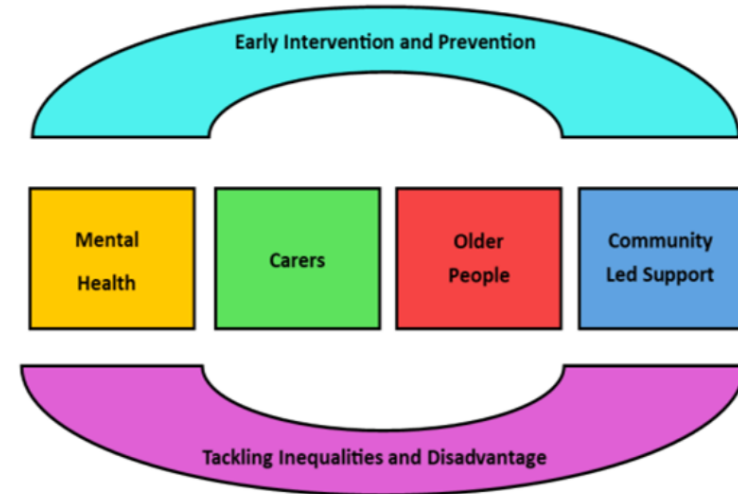 Early Intervention and Prevention
Mental
Health
Carers
Older
People
Community
Led Support
Tackling Inequalities and Disadvantage